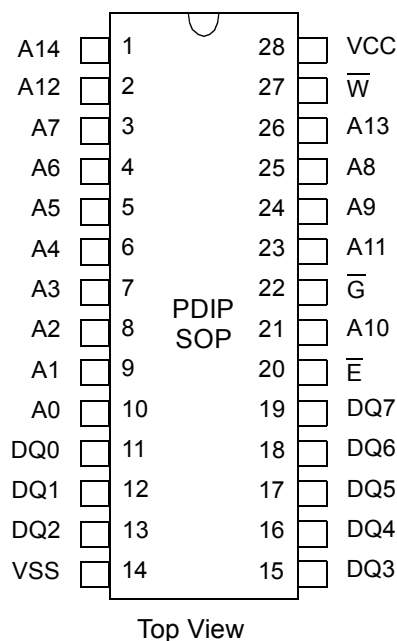 A14 1 28 VCC
A12 2 27 W̅
A7 3 26 A13
A6 4 25 A8
A5 5 24 A9
A4 6 23 A11
A3 7 22 G̅
A2 8 21 A10
A1 9 20 E̅
A0 10 19 DQ7
DQ0 11 18 DQ6
DQ1 12 17 DQ5
DQ2 13 16 DQ4
VSS 14 15 DQ3
PDIP
SOP
Top View